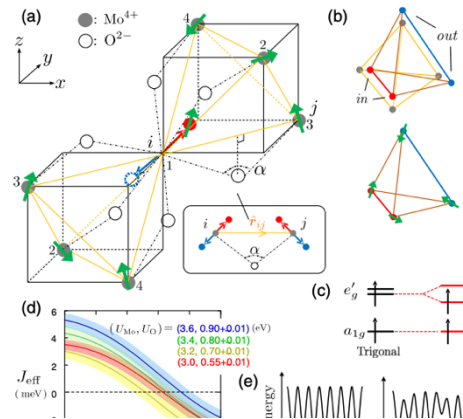 (a)
: Mo4+
: O2−
z
y
x
4
2
j
3
i
1
α
3
2
4
r̂ij
i
j
α
(b)
out
in
(c)
e′g
a1g
Trigonal
(d)
6
4
2
0
Jeff
(meV)
(UMo, UO) = (3.6, 0.90+0.01) (eV)
(3.4, 0.80+0.01)
(3.2, 0.70+0.01)
(3.0, 0.55+0.01)
(e)